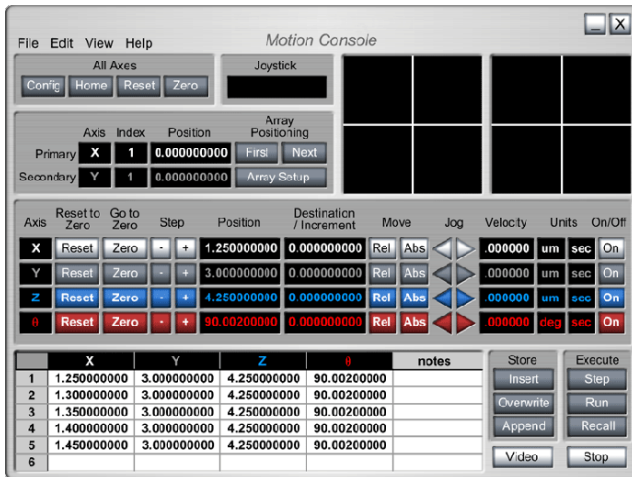 Motion Console
_ X
File Edit View Help
All Axes
Config Home Reset Zero
Joystick
Array Positioning
Axis Index Position
Primary X 1 0.000000000 First Next
Secondary Y 1 0.000000000 Array Setup
Axis Reset to Zero Go to Zero Step Position Destination / Increment Move Jog Velocity Units On/Off
X Reset Zero - + 1.250000000 0.000000000 Rel Abs .000000 um sec On
Y Reset Zero - + 3.000000000 0.000000000 Rel Abs .000000 um sec On
Z Reset Zero - + 4.250000000 0.000000000 Rel Abs .000000 um sec On
θ Reset Zero - + 90.00200000 0.000000000 Rel Abs .000000 deg sec On
X Y Z θ notes
1 1.250000000 3.000000000 4.250000000 90.00200000
2 1.300000000 3.000000000 4.250000000 90.00200000
3 1.350000000 3.000000000 4.250000000 90.00200000
4 1.400000000 3.000000000 4.250000000 90.00200000
5 1.450000000 3.000000000 4.250000000 90.00200000
6
Store Execute
Insert Step
Overwrite Run
Append Recall
Video Stop